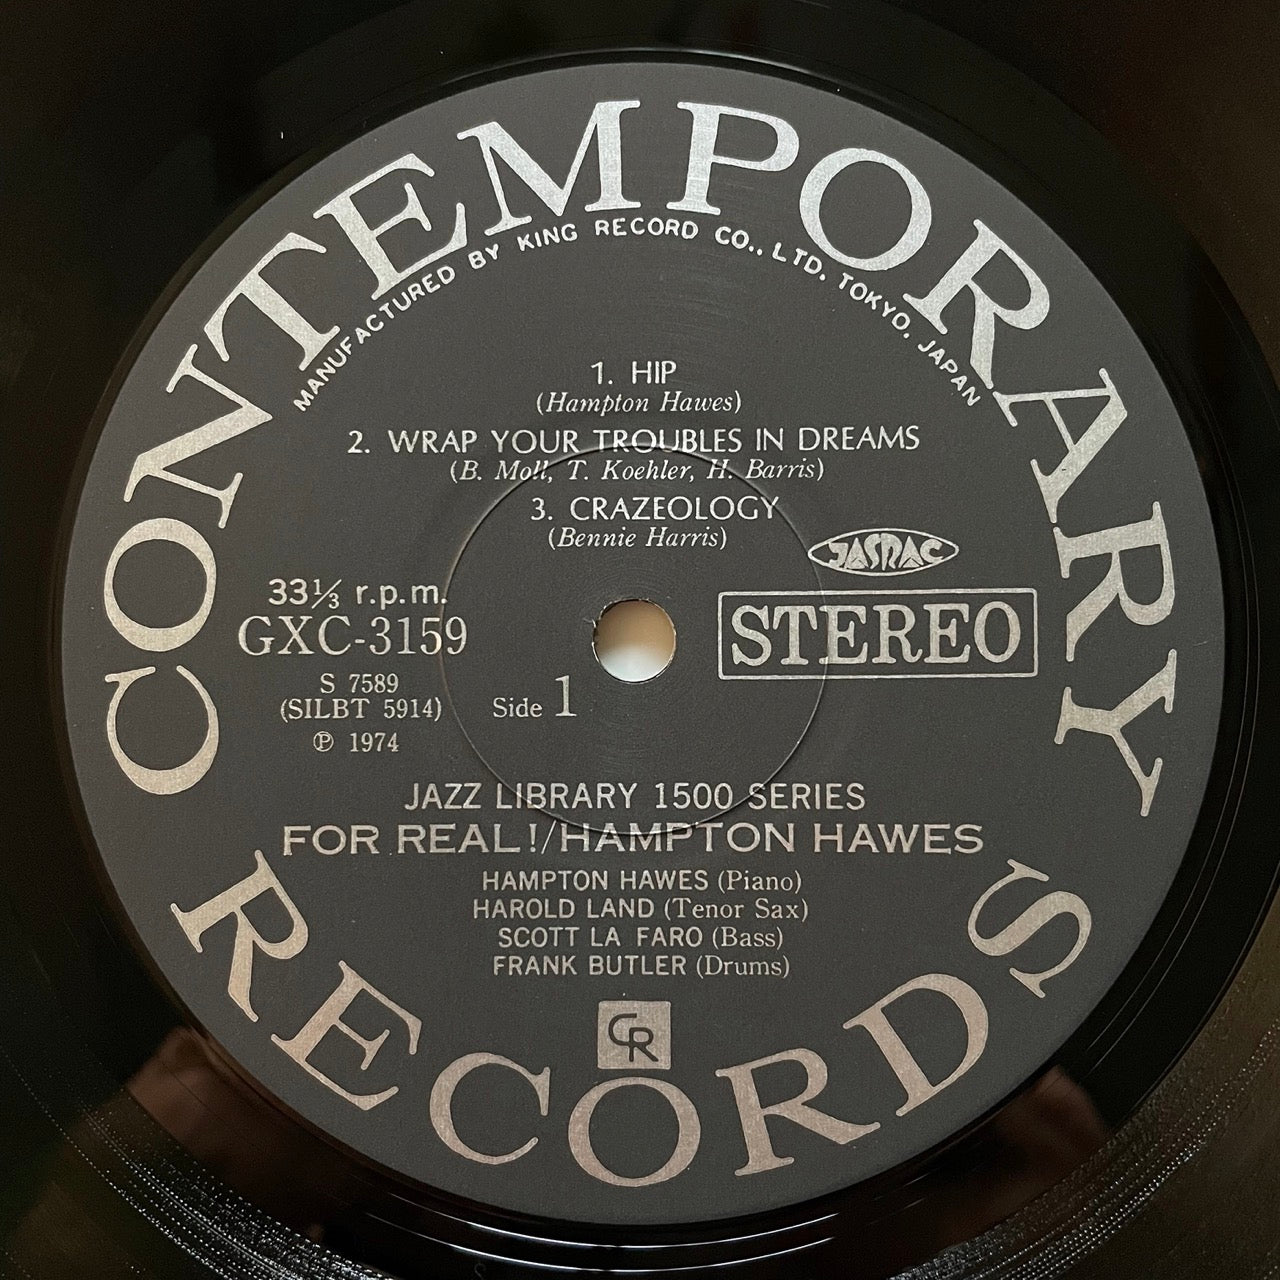 CONTEMPORARY
MANUFACTURED BY KING RECORD CO., LTD. TOKYO. JAPAN
1. HIP
(Hampton Hawes)
2. WRAP YOUR TROUBLES IN DREAMS
(B. Moll, T. Koehler, H. Barris)
3. CRAZEOLOGY
(Bennie Harris)
JASRAC
33⅓ r.p.m.
GXC-3159
STEREO
S 7589
(SILBT 5914)
℗ 1974
Side 1
JAZZ LIBRARY 1500 SERIES
FOR REAL!/HAMPTON HAWES
HAMPTON HAWES (Piano)
HAROLD LAND (Tenor Sax)
SCOTT LA FARO (Bass)
FRANK BUTLER (Drums)
CR
RECORDS